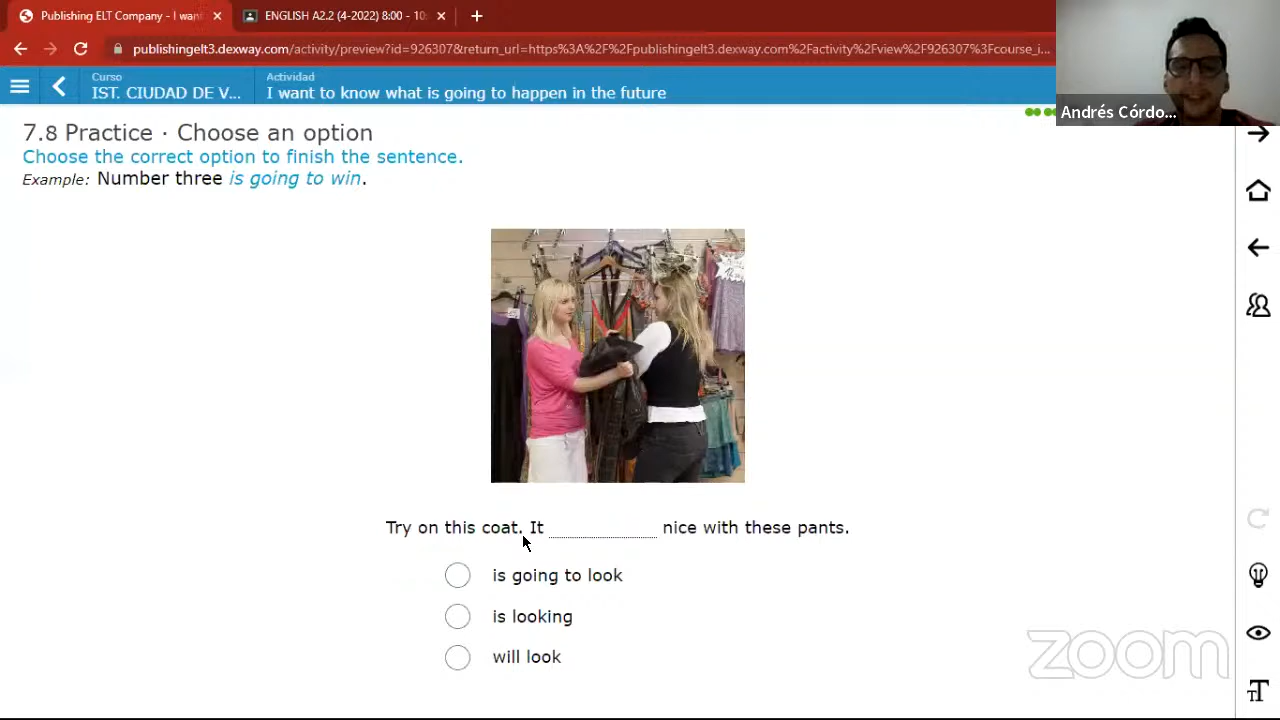 Publishing ELT Company - I wan
ENGLISH A2.2 (4-2022) 8:00 - 10:
publishingelt3.dexway.com/activity/preview?id=926307&return_url=https%3A%2F%2Fpublishingelt3.dexway.com%2Factivity%2Fview%2F926307%3Fcourse_i...
Curso
IST. CIUDAD DE V...
Actividad
I want to know what is going to happen in the future
Andrés Córdo...
7.8 Practice · Choose an option
Choose the correct option to finish the sentence.
Example: Number three is going to win.
Try on this coat. It nice with these pants.
is going to look
is looking
will look
zoom
TT